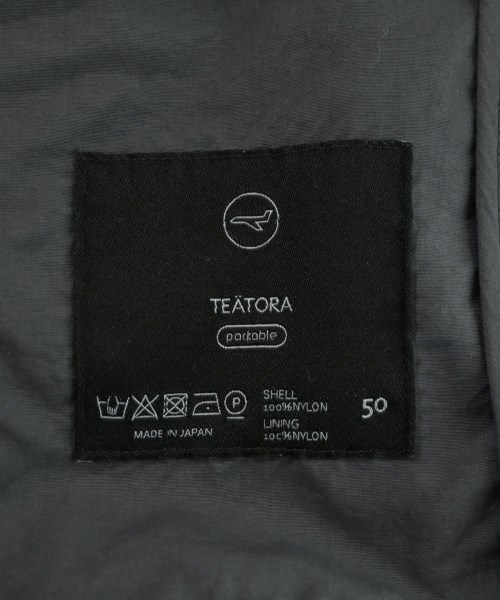 TEÄTORA
packable
P
SHELL
100%NYLON
LINING
100%NYLON
50
MADE IN JAPAN